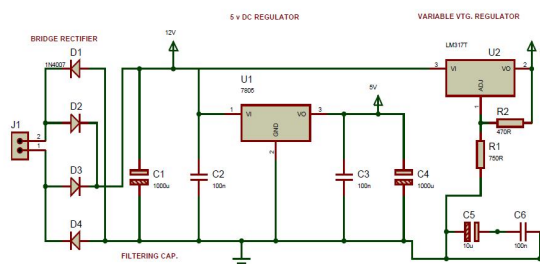 5 v DC REGULATOR
VARIABLE VTG. REGULATOR
BRIDGE RECTIFIER
12V
D1
1N4007
D2
D3
D4
J1
2
1
C1
1000u
C2
100n
U1
7805
1
VI
VO
3
GND
2
5V
C3
100n
C4
1000u
LM317T
U2
3
VI
VO
2
ADJ
1
R2
470R
R1
750R
C5
10u
C6
100n
FILTERING CAP.